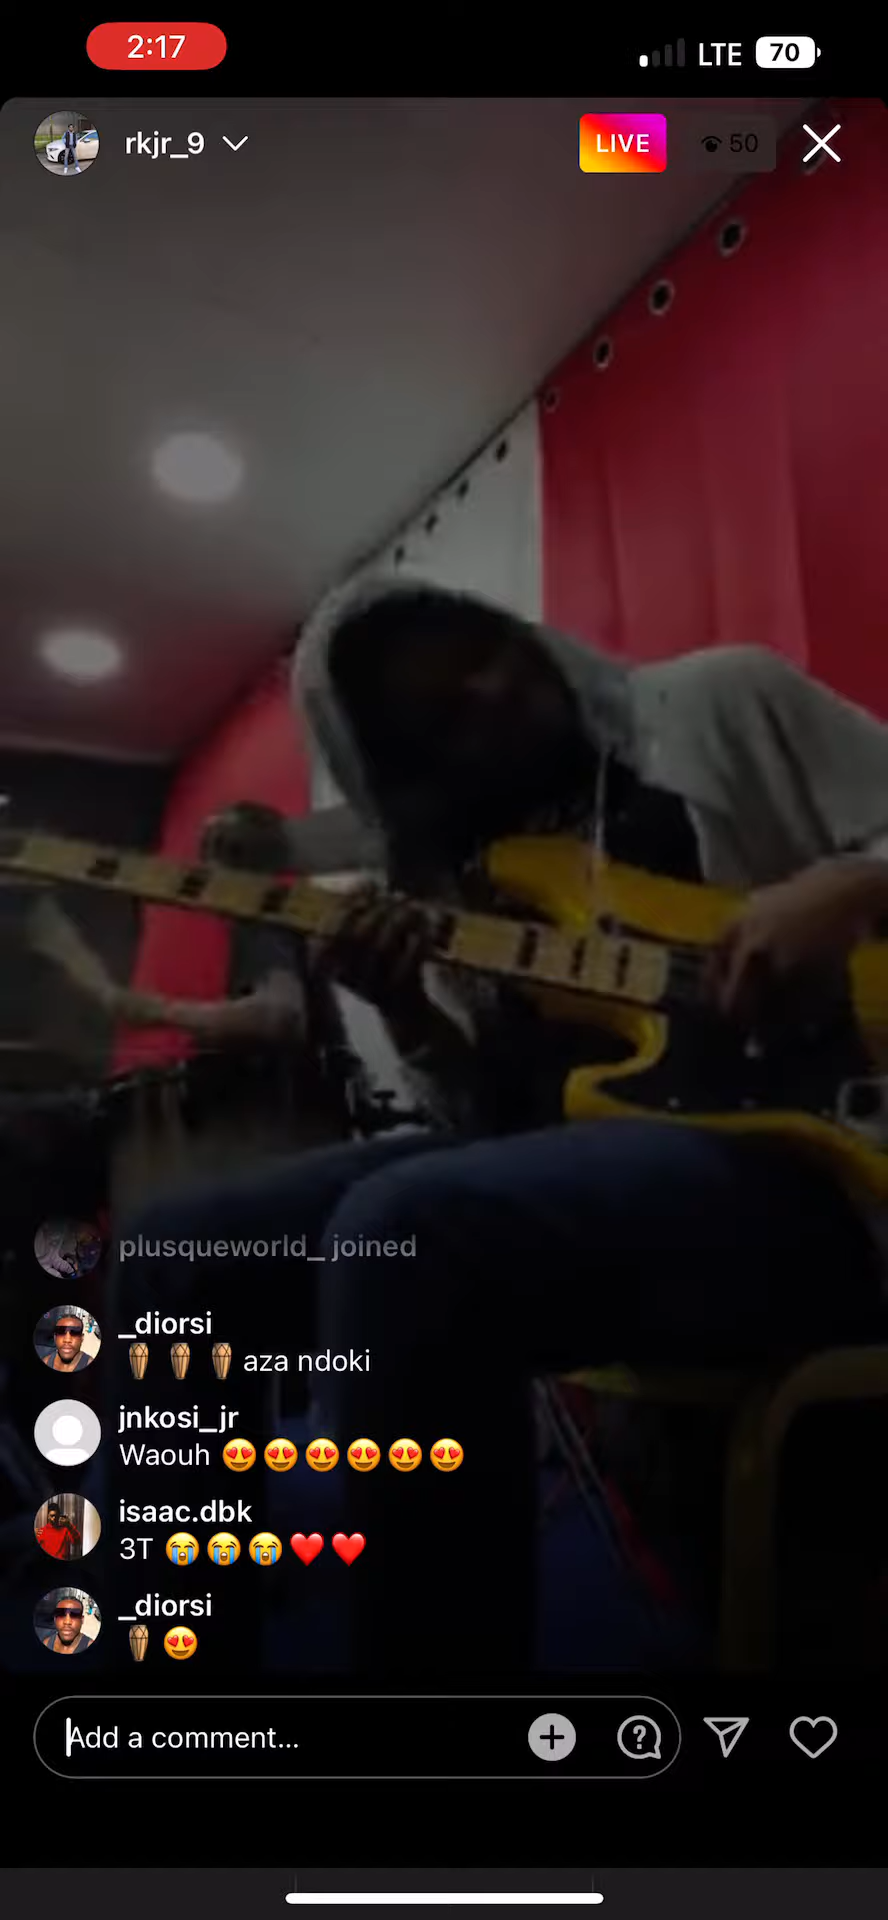 2:17
LTE 70
rkjr_9
LIVE
50
plusqueworld_ joined
_diorsi
🪘 🪘 🪘 aza ndoki
jnkosi_jr
Waouh 😍😍😍😍😍😍
isaac.dbk
3T 😭😭😭❤️❤️
_diorsi
🪘😍
Add a comment...